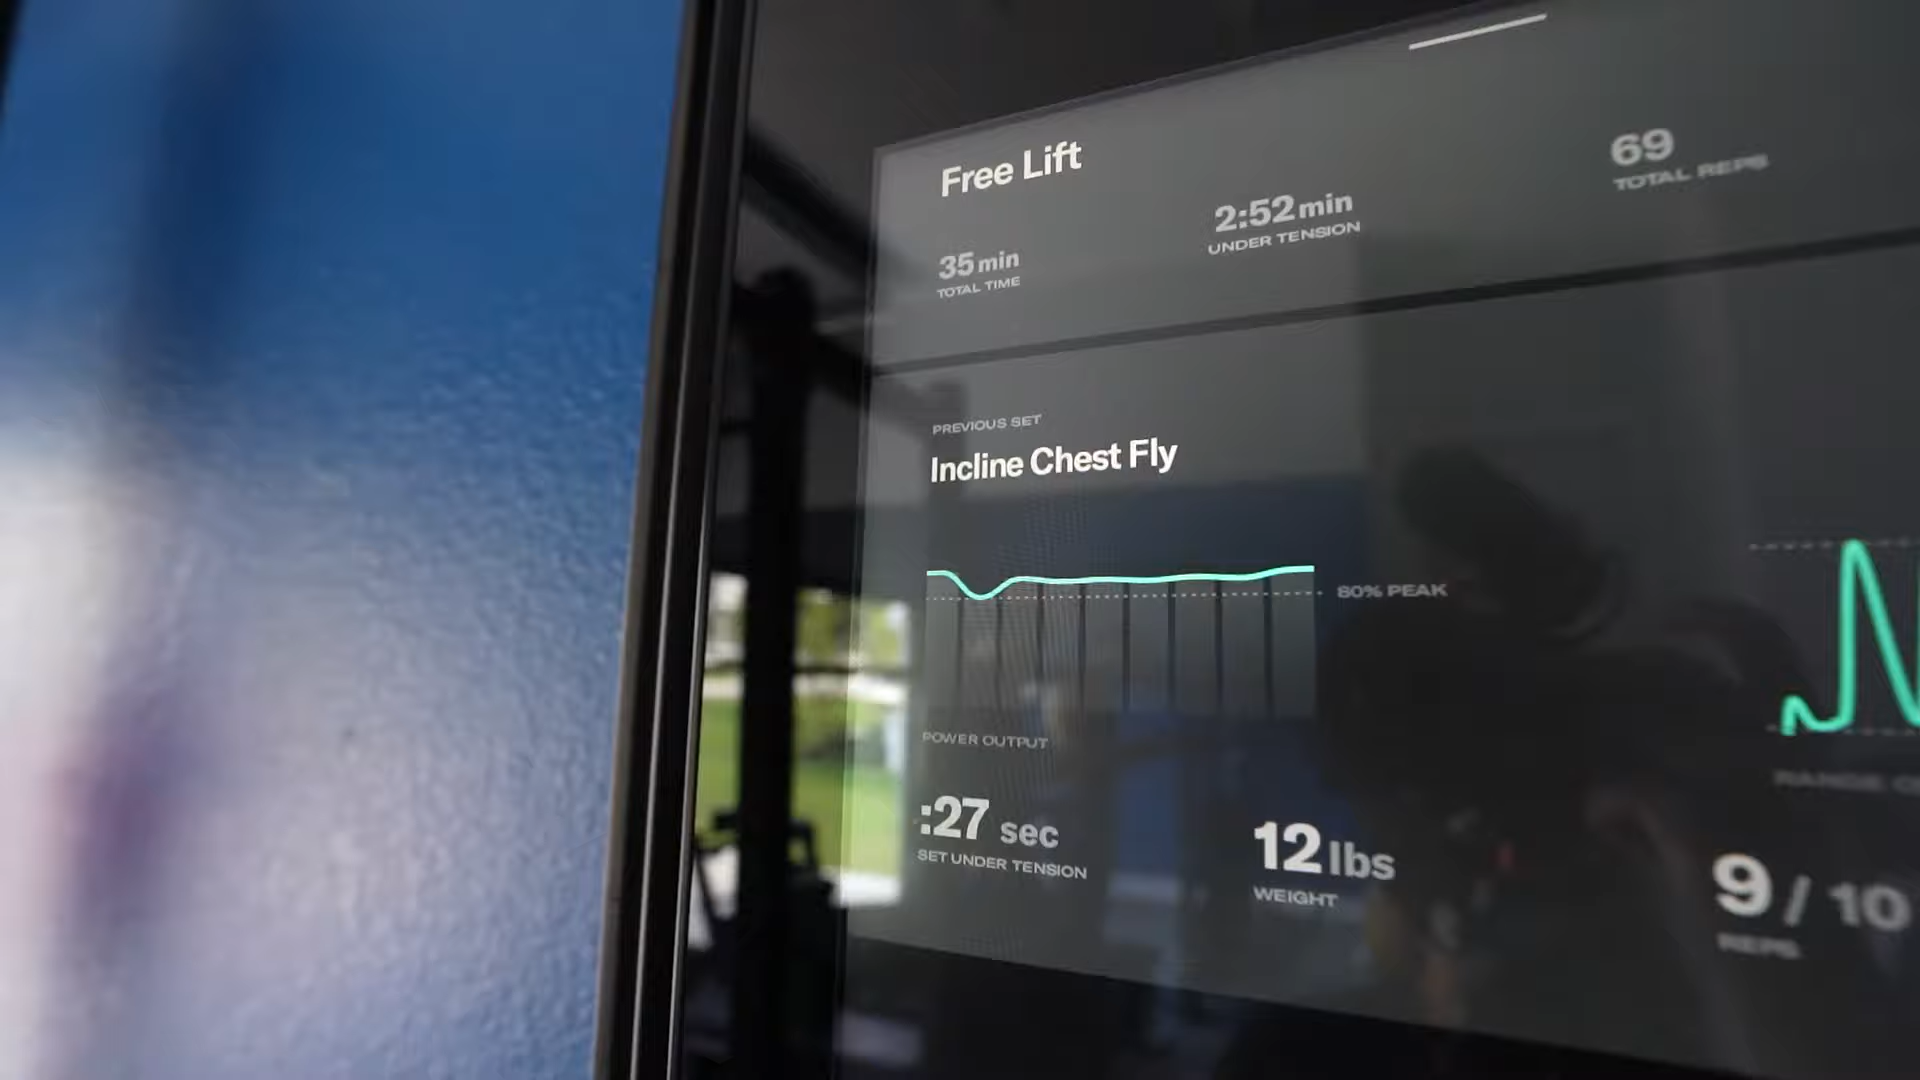 Free Lift
35 min
TOTAL TIME
2:52 min
UNDER TENSION
69
TOTAL REPS
PREVIOUS SET
Incline Chest Fly
80% PEAK
POWER OUTPUT
RANGE
:27 sec
SET UNDER TENSION
12 lbs
WEIGHT
9 / 10
REPS